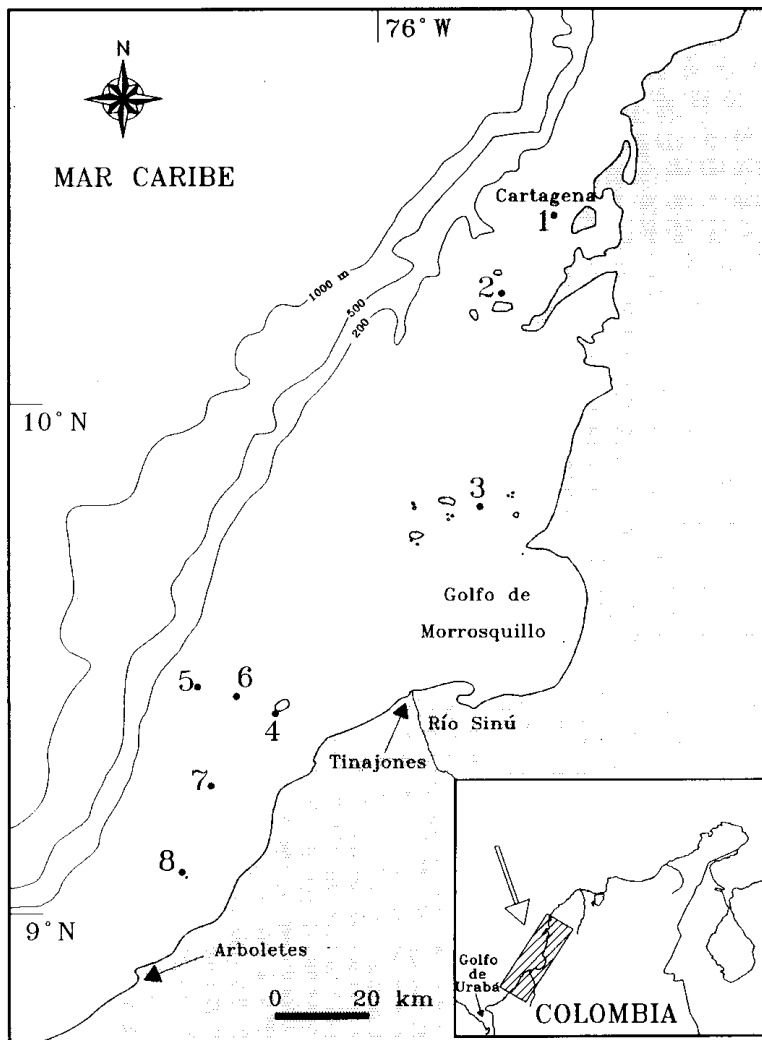 76° W
N
MAR CARIBE
Cartagena
1
2
1000 m
500
200
10° N
3
Golfo de
Morrosquillo
5
6
4
Río Sinú
Tinajones
7
8
9° N
Arboletes
0 20 km
Golfo
de
Urabá
COLOMBIA